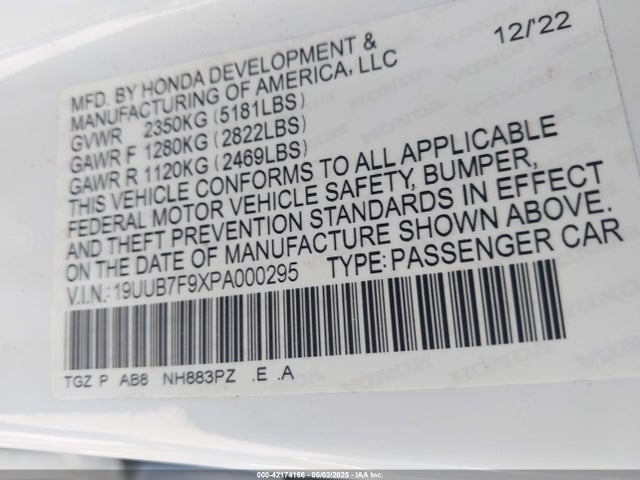 12/'22
MFD. BY HONDA DEVELOPMENT &
MANUFACTURING OF AMERICA, LLC
GVWR 2350KG (5181LBS)
GAWR F 1280KG (2822LBS)
GAWR R 1120KG (2469LBS)
THIS VEHICLE CONFORMS TO ALL APPLICABLE
FEDERAL MOTOR VEHICLE SAFETY, BUMPER,
AND THEFT PREVENTION STANDARDS IN EFFECT
ON THE DATE OF MANUFACTURE SHOWN ABOVE.
V.I.N.: 19UUB7F9XPA000295 TYPE: PASSENGER CAR
TGZ P AB8 NH883PZ .E .A
000-42174166 - 05/02/2025 - IAA Inc.